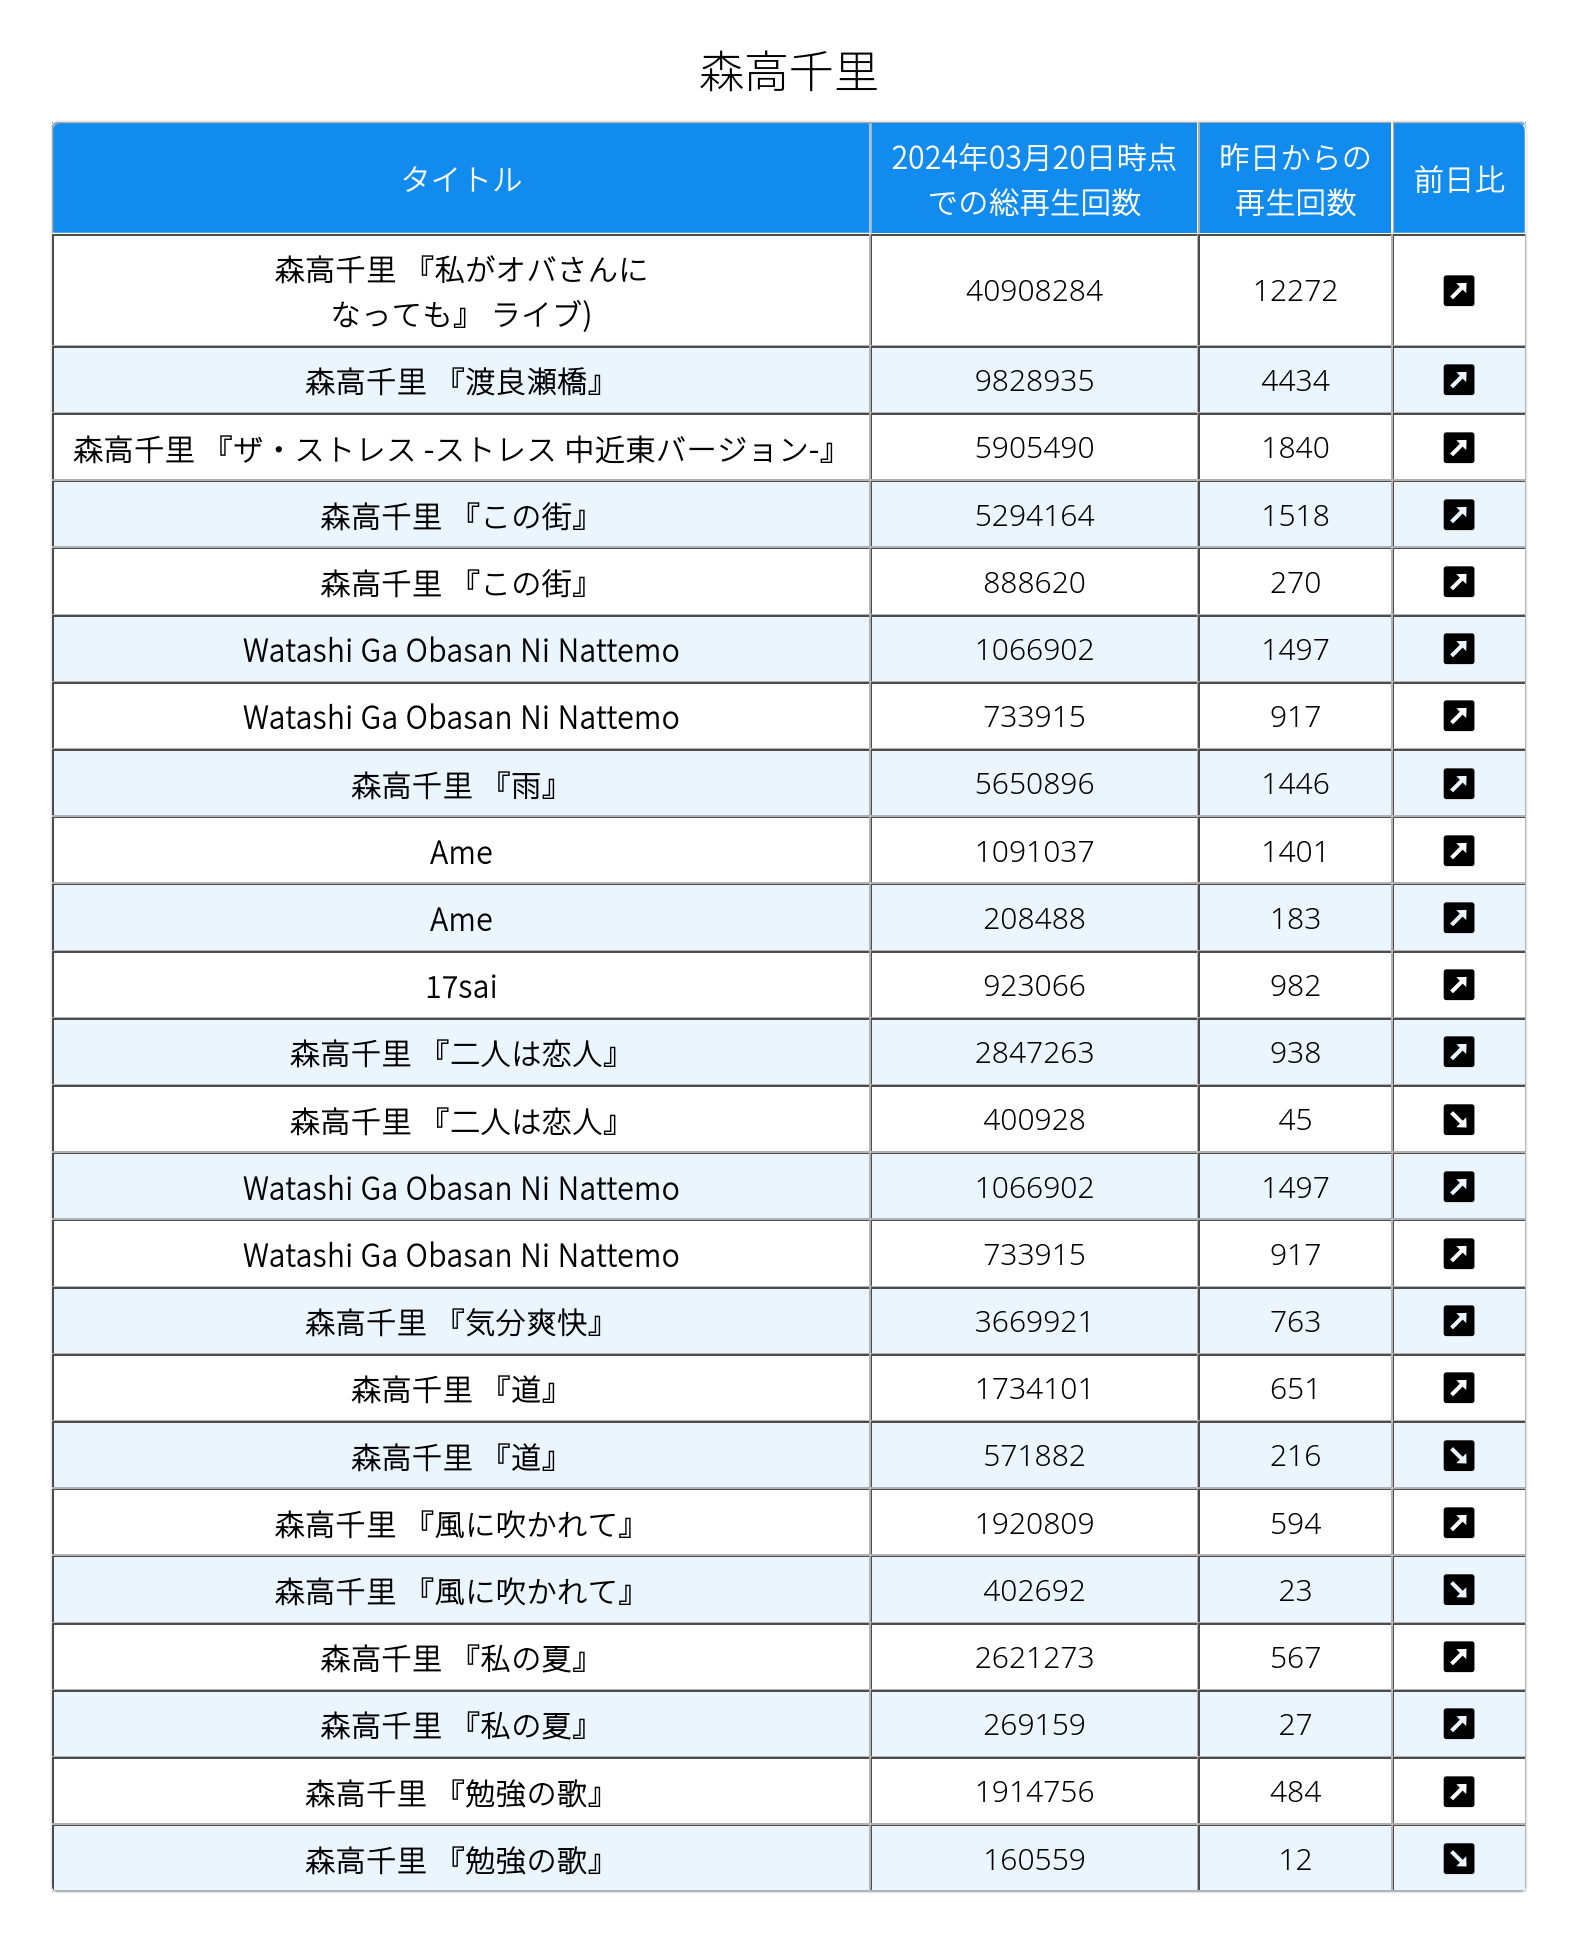 森高千里
タイトル
2024年03月20日時点
での総再生回数
昨日からの
再生回数
前日比
森高千里 『私がオバさんに
なっても』 ライブ)
40908284
12272
森高千里 『渡良瀬橋』 9828935 4434
森高千里 『ザ・ストレス -ストレス 中近東バージョン-』 5905490 1840
森高千里 『この街』 5294164 1518
森高千里 『この街』 888620 270
Watashi Ga Obasan Ni Nattemo 1066902 1497
Watashi Ga Obasan Ni Nattemo 733915 917
森高千里 『雨』 5650896 1446
Ame 1091037 1401
Ame 208488 183
17sai 923066 982
森高千里 『二人は恋人』 2847263 938
森高千里 『二人は恋人』 400928 45
Watashi Ga Obasan Ni Nattemo 1066902 1497
Watashi Ga Obasan Ni Nattemo 733915 917
森高千里 『気分爽快』 3669921 763
森高千里 『道』 1734101 651
森高千里 『道』 571882 216
森高千里 『風に吹かれて』 1920809 594
森高千里 『風に吹かれて』 402692 23
森高千里 『私の夏』 2621273 567
森高千里 『私の夏』 269159 27
森高千里 『勉強の歌』 1914756 484
森高千里 『勉強の歌』 160559 12